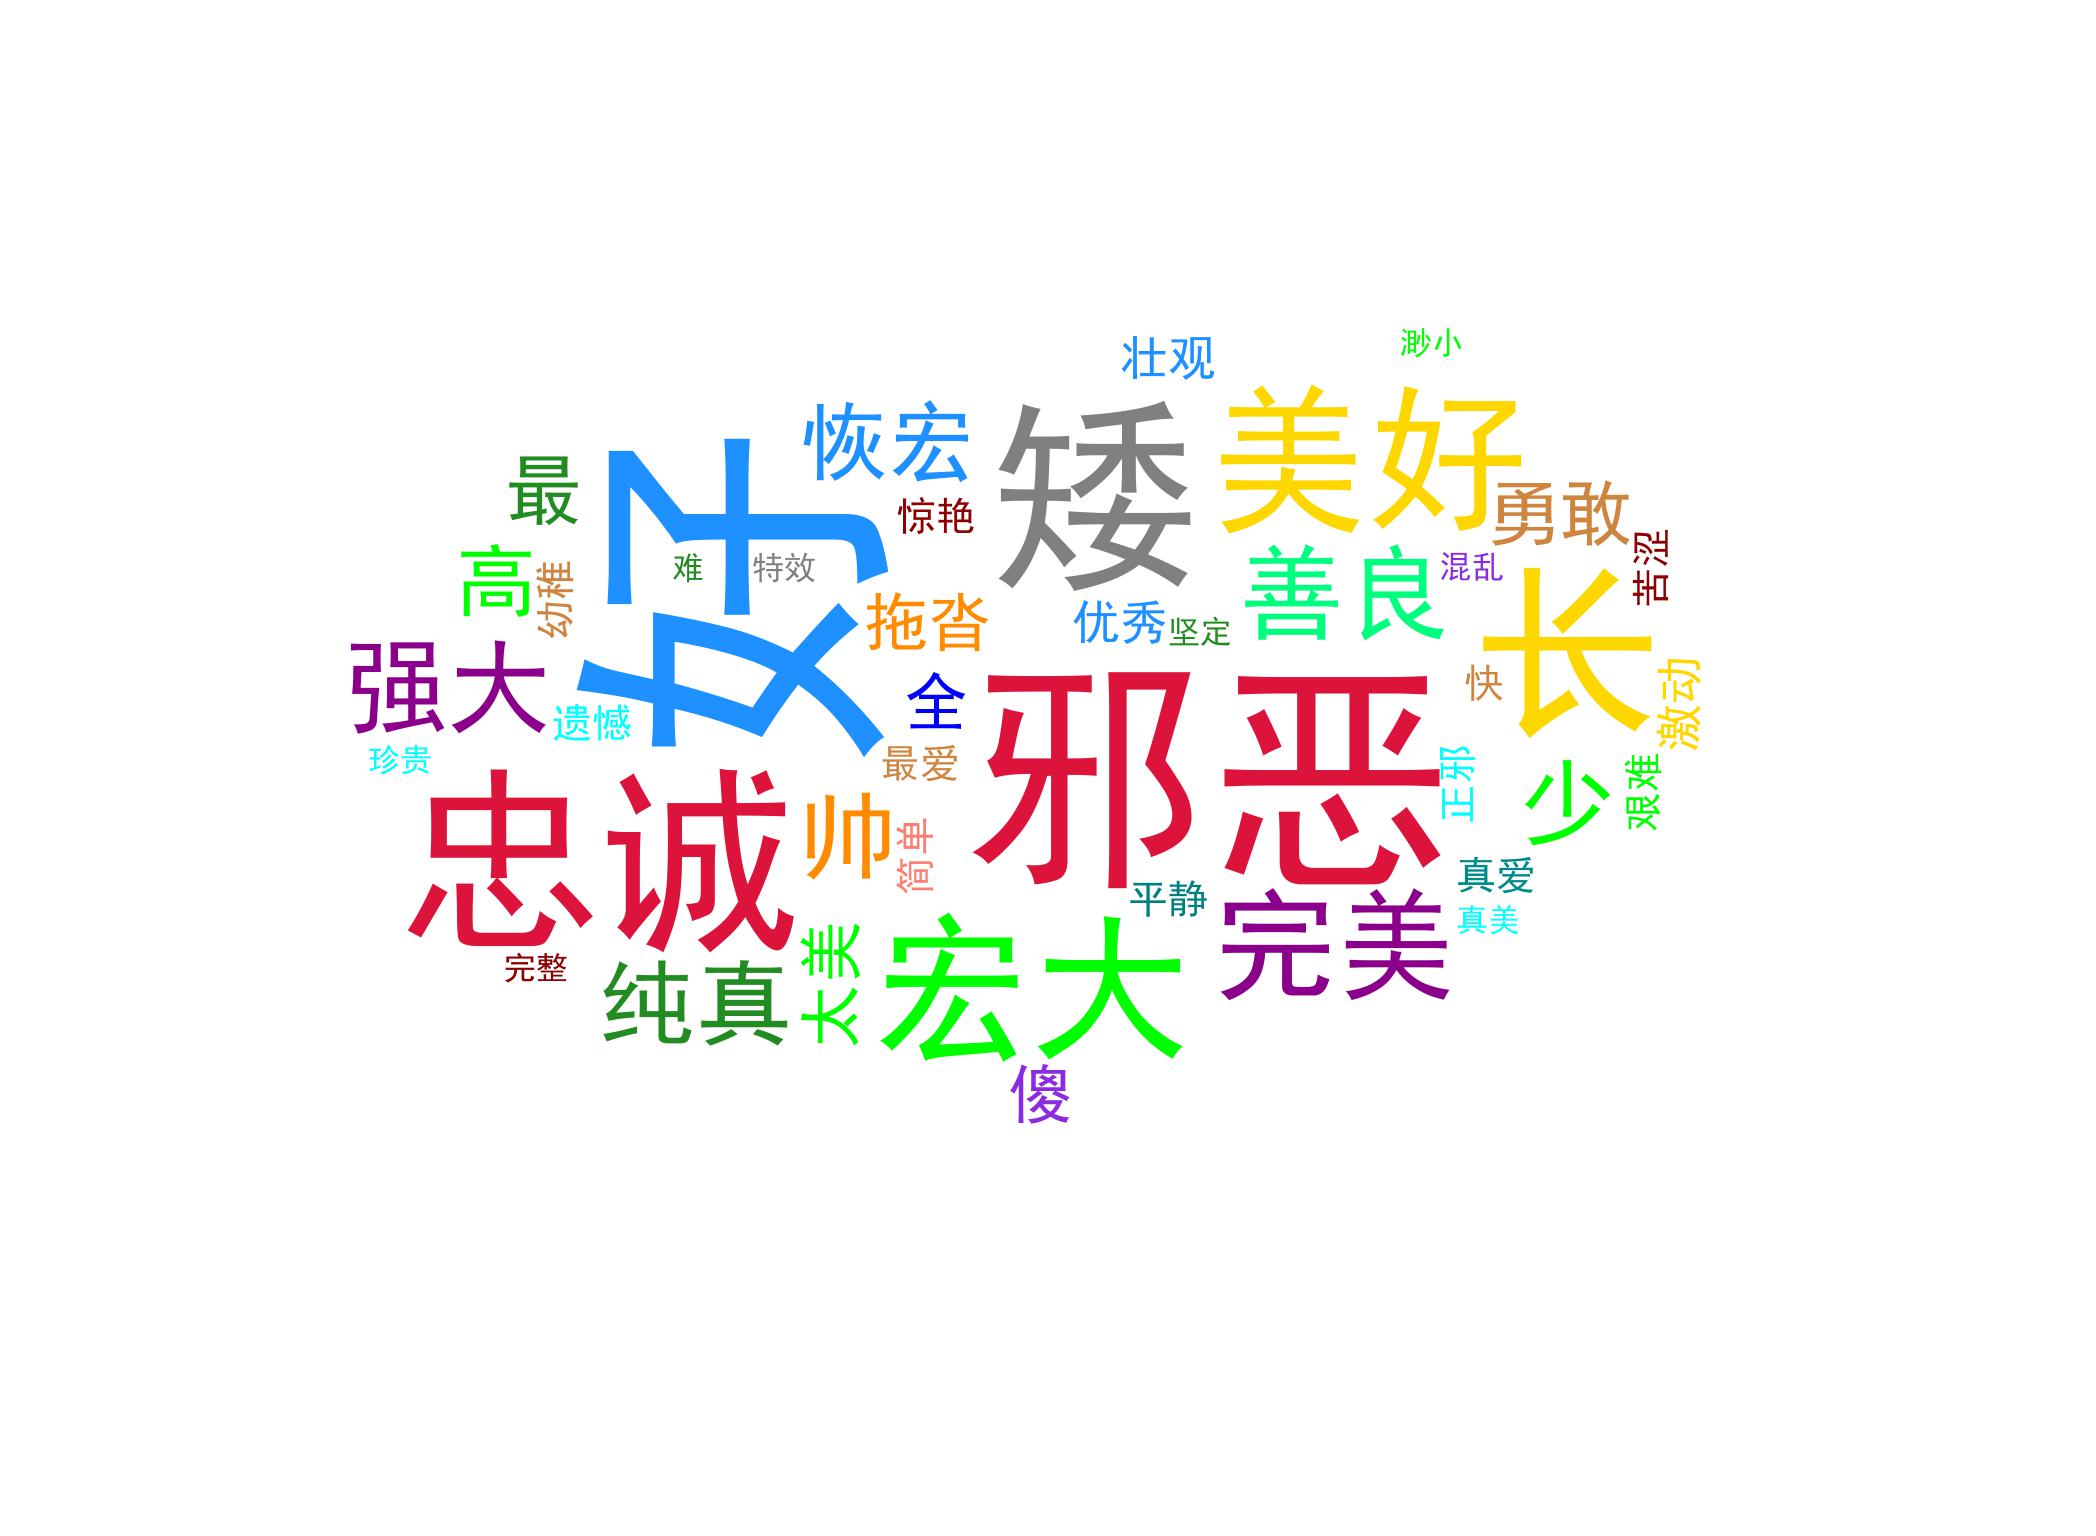 渺小
壮观
恢宏
矮
美好
最
好
惊艳
勇敢
高
幼稚
难
特效
善良
混乱
苦涩
拖沓
优秀
坚定
长
强大
遗憾
全
邪恶
快
激动
珍贵
最爱
正邪
少
艰难
忠诚
帅
简单
平静
真爱
完美
真美
完整
纯真
太美
宏大
傻